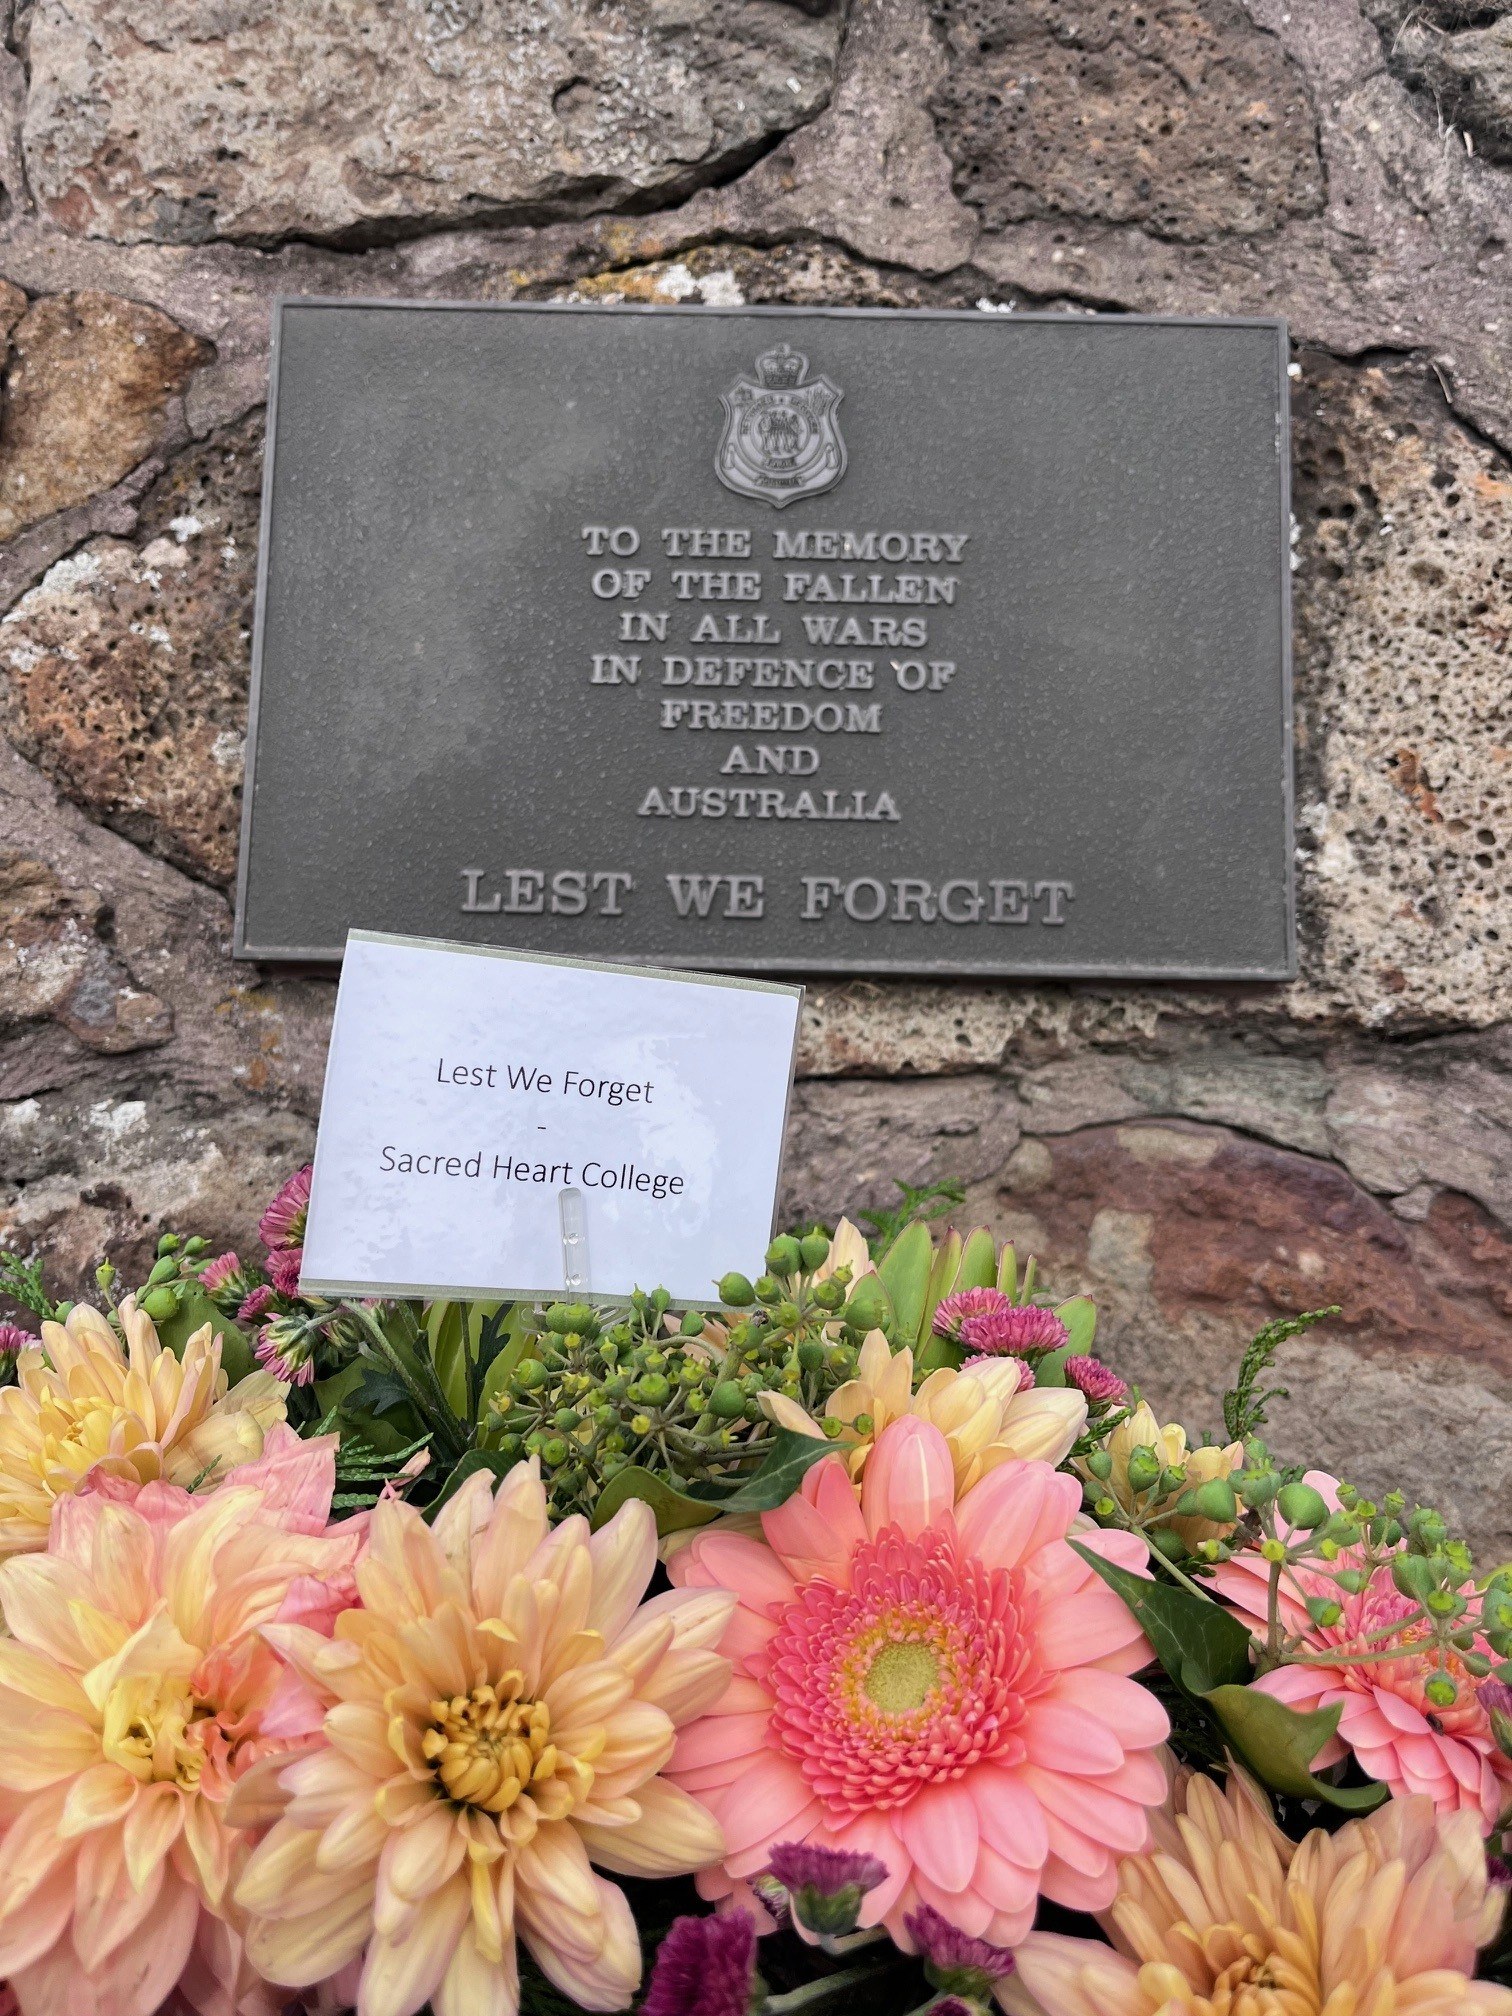 TO THE MEMORY
OF THE FALLEN
IN ALL WARS
IN DEFENCE OF
FREEDOM
AND
AUSTRALIA
LEST WE FORGET
Lest We Forget
-
Sacred Heart College